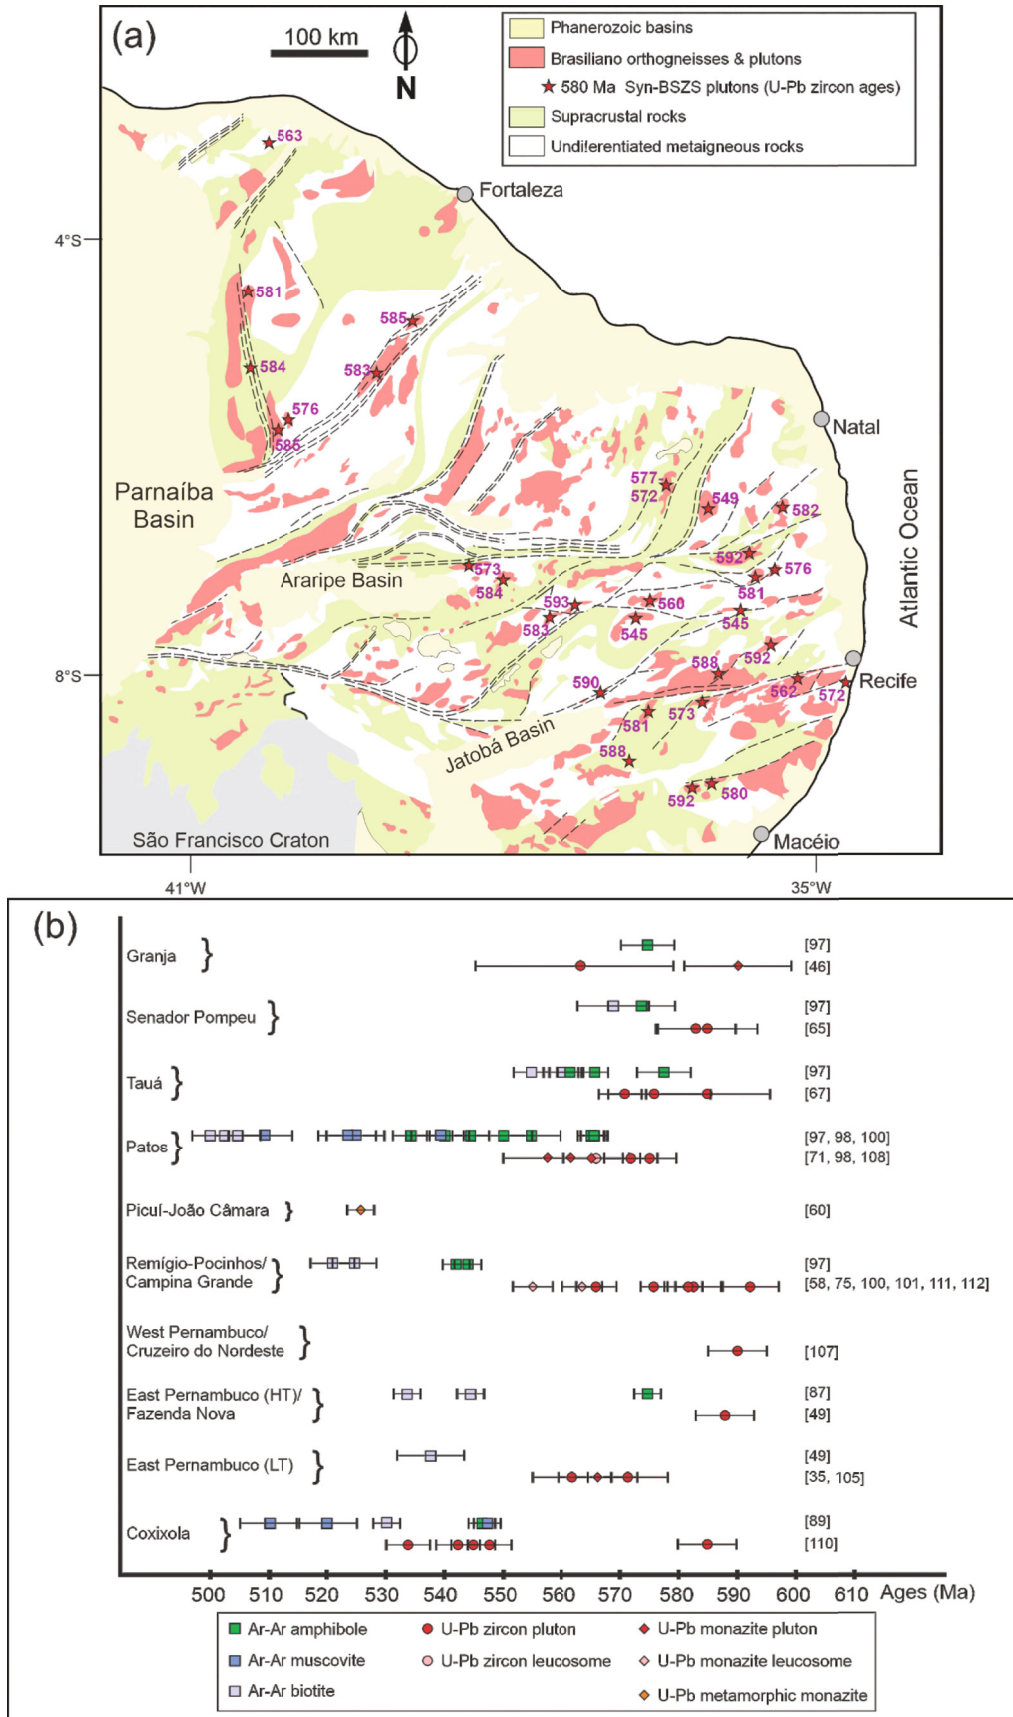 (a)
100 km
N
Phanerozoic basins
Brasiliano orthogneisses & plutons
580 Ma Syn-BSZS plutons (U-Pb zircon ages)
Supracrustal rocks
Undiferentiated metaigneous rocks
563
Fortaleza
4°S
581
585
584
583
576
585
Natal
Parnaíba
Basin
577
572
549
582
Atlantic Ocean
592
573
576
Araripe Basin
584
581
593
560
583
545
545
592
8°S
588
590
562
572
Recife
581
573
Jatobá Basin
588
592
580
São Francisco Craton
Macéio
41°W
35°W
(b)
Granja
[97]
[46]
Senador Pompeu
[97]
[65]
Tauá
[97]
[67]
Patos
[97, 98, 100]
[71, 98, 108]
Picuí-João Câmara
[60]
Remígio-Pocinhos/
Campina Grande
[97]
[58, 75, 100, 101, 111, 112]
West Pernambuco/
Cruzeiro do Nordeste
[107]
East Pernambuco (HT)/
Fazenda Nova
[87]
[49]
East Pernambuco (LT)
[49]
[35, 105]
Coxixola
[89]
[110]
500 510 520 530 540 550 560 570 580 590 600 610 Ages (Ma)
Ar-Ar amphibole
U-Pb zircon pluton
U-Pb monazite pluton
Ar-Ar muscovite
U-Pb zircon leucosome
U-Pb monazite leucosome
Ar-Ar biotite
U-Pb metamorphic monazite